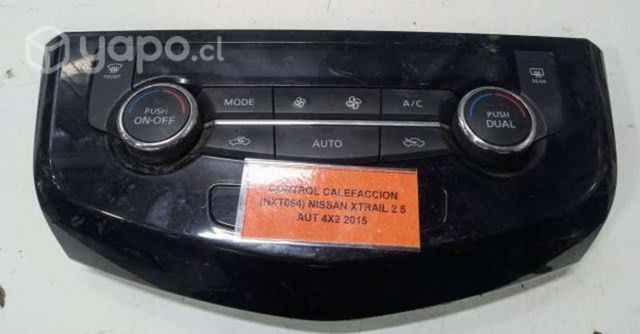 yapo.cl
FRONT
REAR
PUSH
ON·OFF
MODE
A/C
PUSH
DUAL
AUTO
CONTROL CALEFACCION
(NXT064) NISSAN XTRAIL 2.5
AUT 4X2 2015